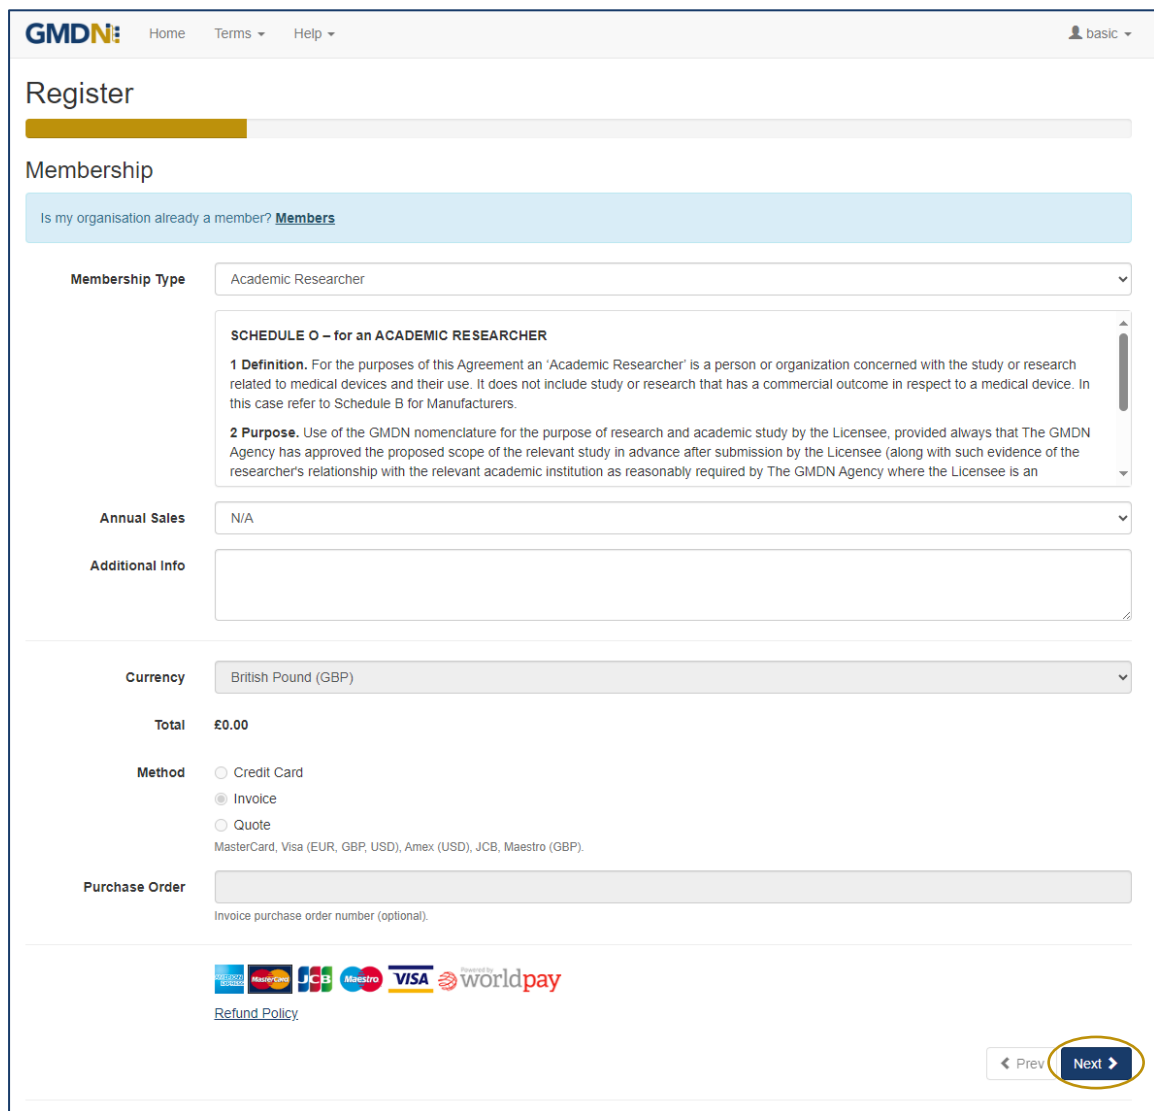 GMDN Home Terms Help basic
Register
Membership
Is my organisation already a member? Members
Membership Type Academic Researcher
SCHEDULE O – for an ACADEMIC RESEARCHER
1 Definition. For the purposes of this Agreement an ‘Academic Researcher’ is a person or organization concerned with the study or research
related to medical devices and their use. It does not include study or research that has a commercial outcome in respect to a medical device. In
this case refer to Schedule B for Manufacturers.
2 Purpose. Use of the GMDN nomenclature for the purpose of research and academic study by the Licensee, provided always that The GMDN
Agency has approved the proposed scope of the relevant study in advance after submission by the Licensee (along with such evidence of the
researcher's relationship with the relevant academic institution as reasonably required by The GMDN Agency where the Licensee is an
Annual Sales N/A
Additional Info
Currency British Pound (GBP)
Total £0.00
Method Credit Card
Invoice
Quote
MasterCard, Visa (EUR, GBP, USD), Amex (USD), JCB, Maestro (GBP).
Purchase Order
Invoice purchase order number (optional).
AMERICAN EXPRESS MasterCard JCB Maestro VISA Powered by worldpay
Refund Policy
Prev Next